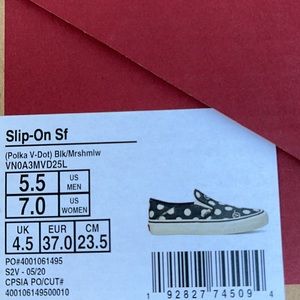 Slip-On Sf
(Polka V-Dot) Blk/Mrshmlw
VN0A3MVD25L
5.5 US MEN
7.0 US WOMEN
UK EUR CM
4.5 37.0 23.5
PO#4001061495
S2V - 05/20
CPSIA PO/CUT#
400106149500010
1 92827 74509 4